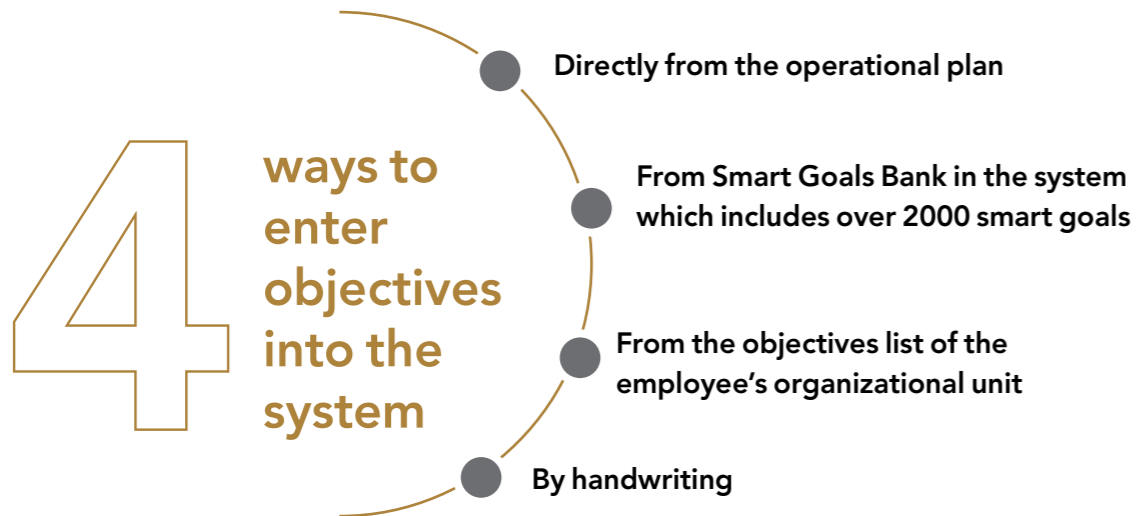 4
ways to
enter
objectives
into the
system
Directly from the operational plan
From Smart Goals Bank in the system
which includes over 2000 smart goals
From the objectives list of the
employee’s organizational unit
By handwriting